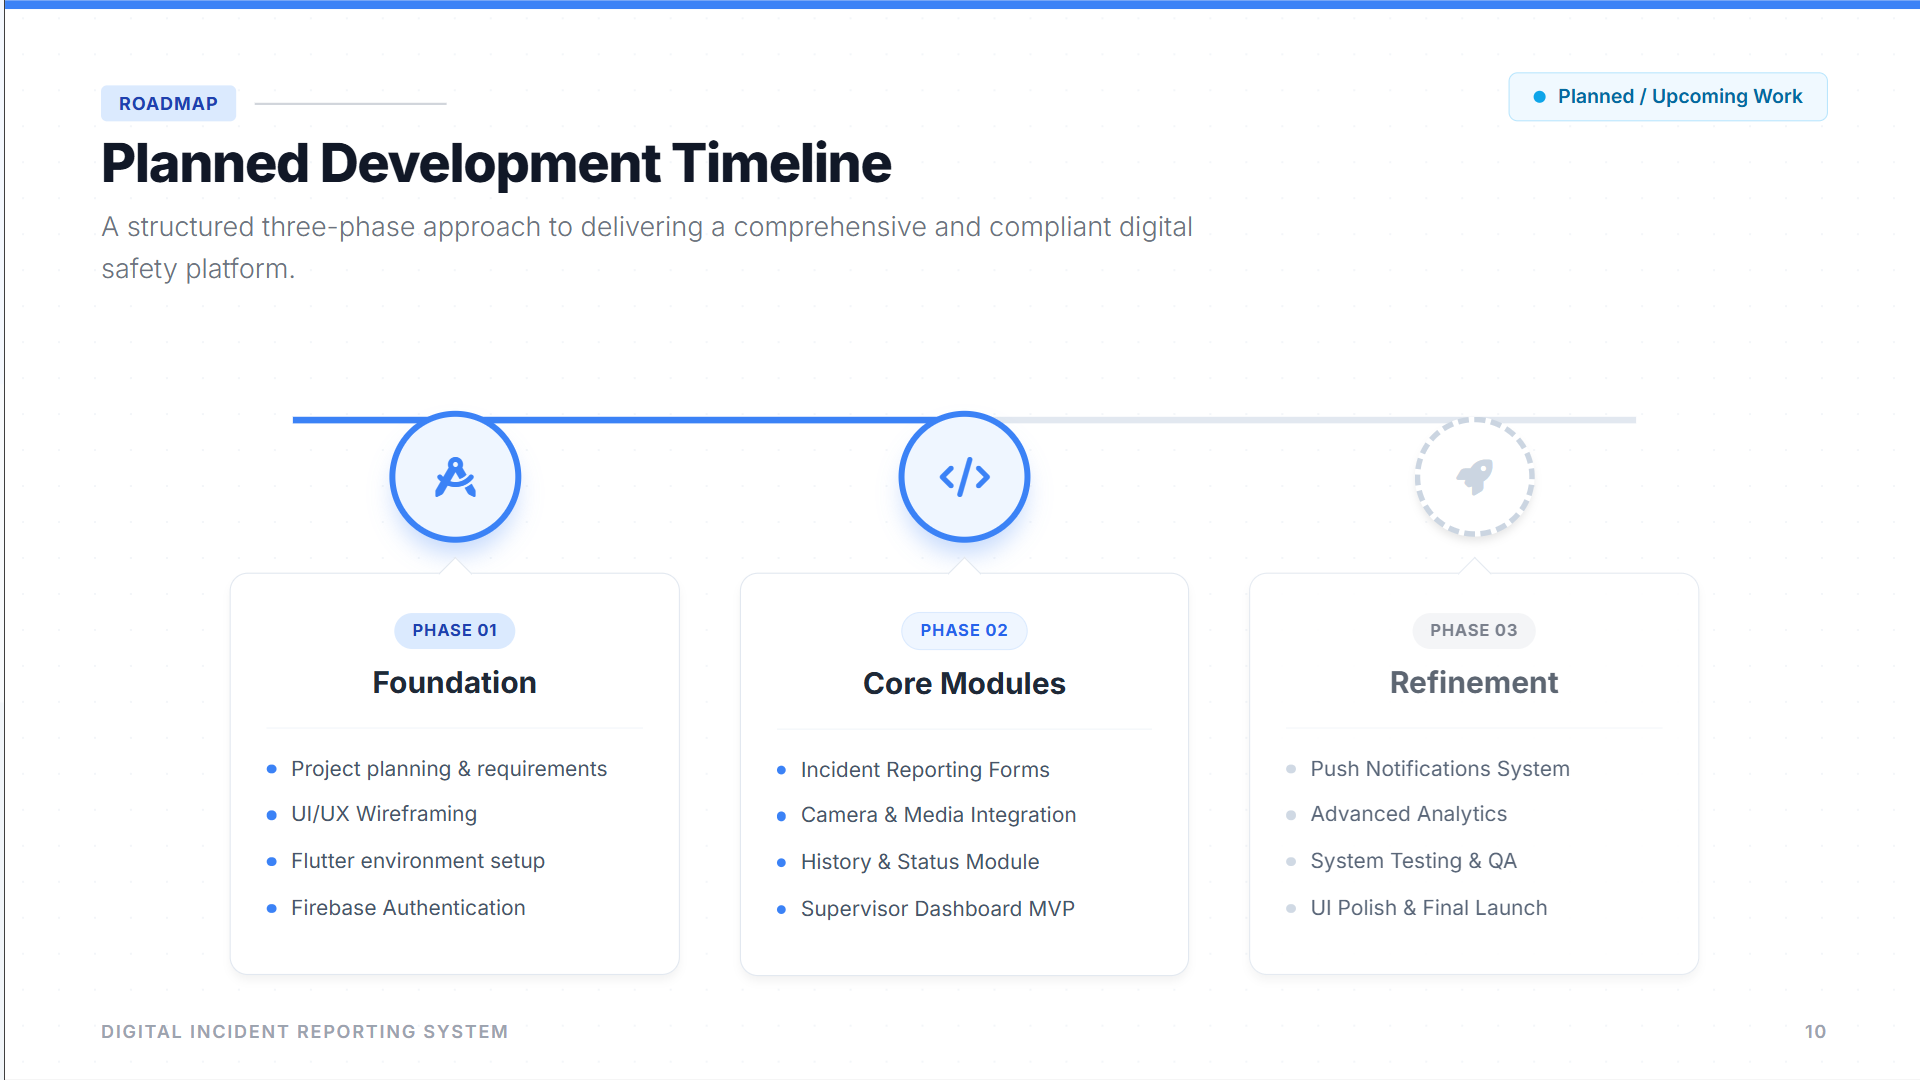 ROADMAP
Planned / Upcoming Work
Planned Development Timeline
A structured three-phase approach to delivering a comprehensive and compliant digital
safety platform.
PHASE 01
Foundation
Project planning & requirements
UI/UX Wireframing
Flutter environment setup
Firebase Authentication
PHASE 02
Core Modules
Incident Reporting Forms
Camera & Media Integration
History & Status Module
Supervisor Dashboard MVP
PHASE 03
Refinement
Push Notifications System
Advanced Analytics
System Testing & QA
UI Polish & Final Launch
DIGITAL INCIDENT REPORTING SYSTEM
10